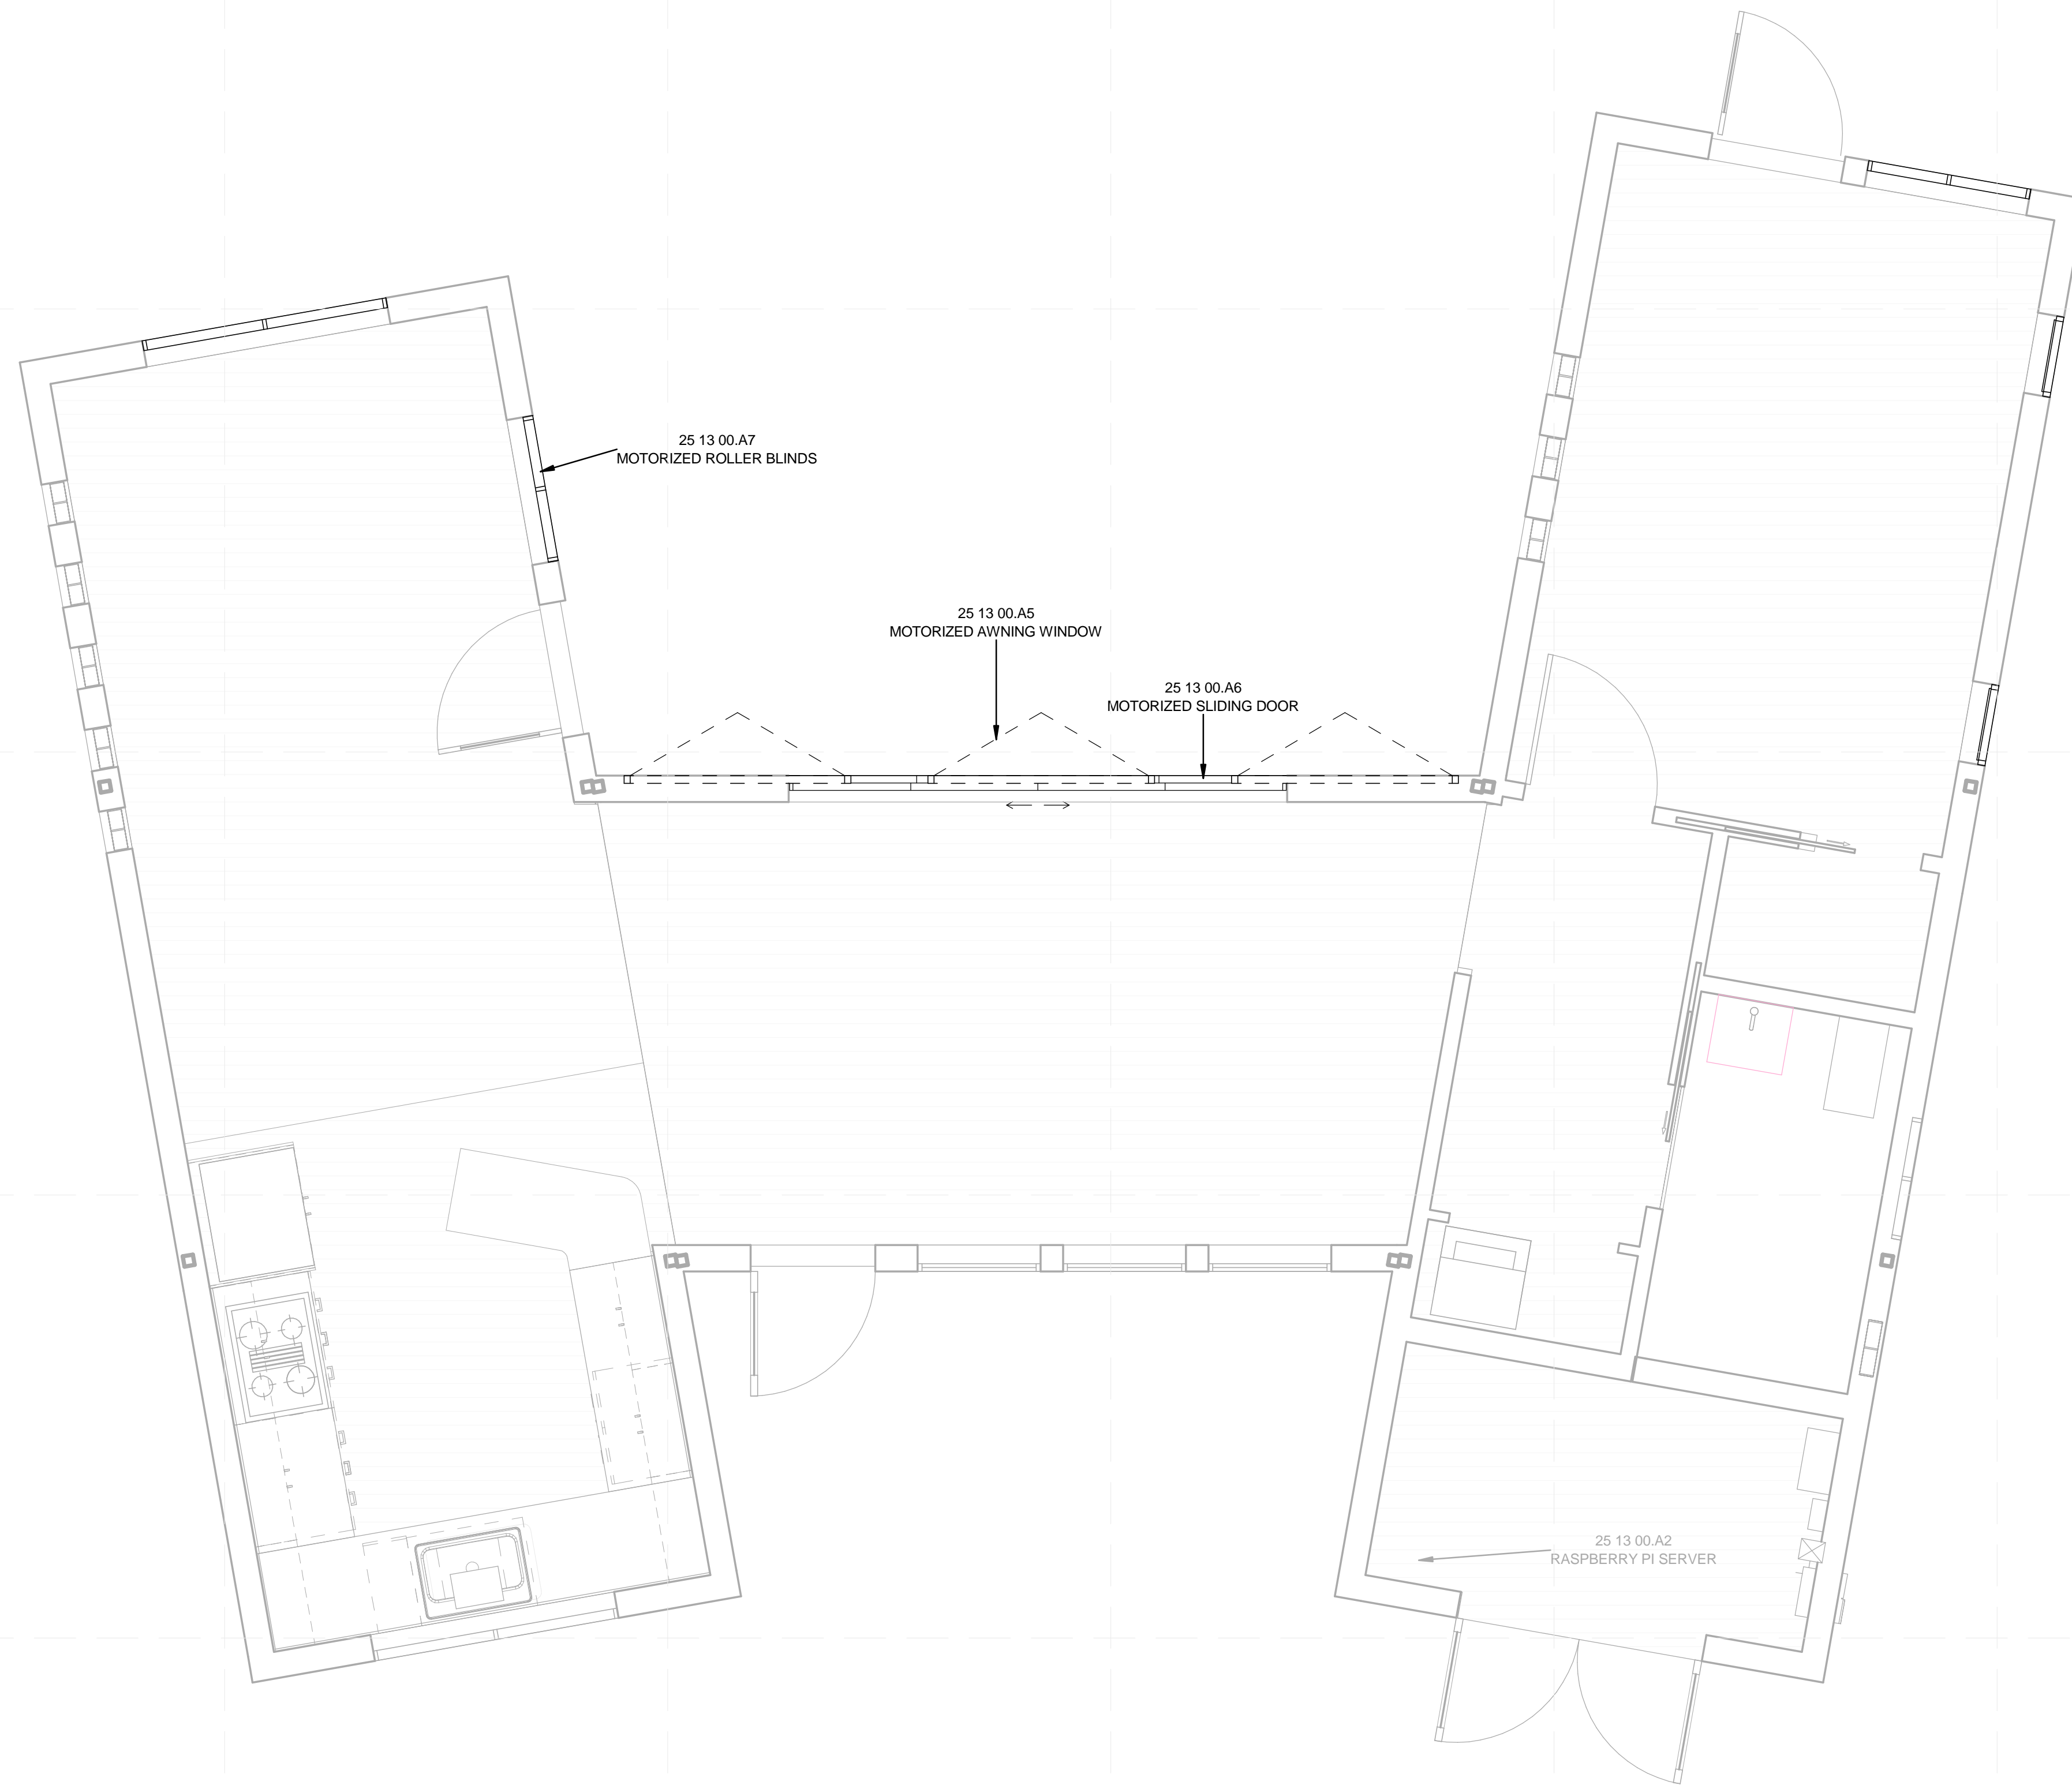 25 13 00.A7
MOTORIZED ROLLER BLINDS
25 13 00.A5
MOTORIZED AWNING WINDOW
25 13 00.A6
MOTORIZED SLIDING DOOR
25 13 00.A2
RASPBERRY PI SERVER